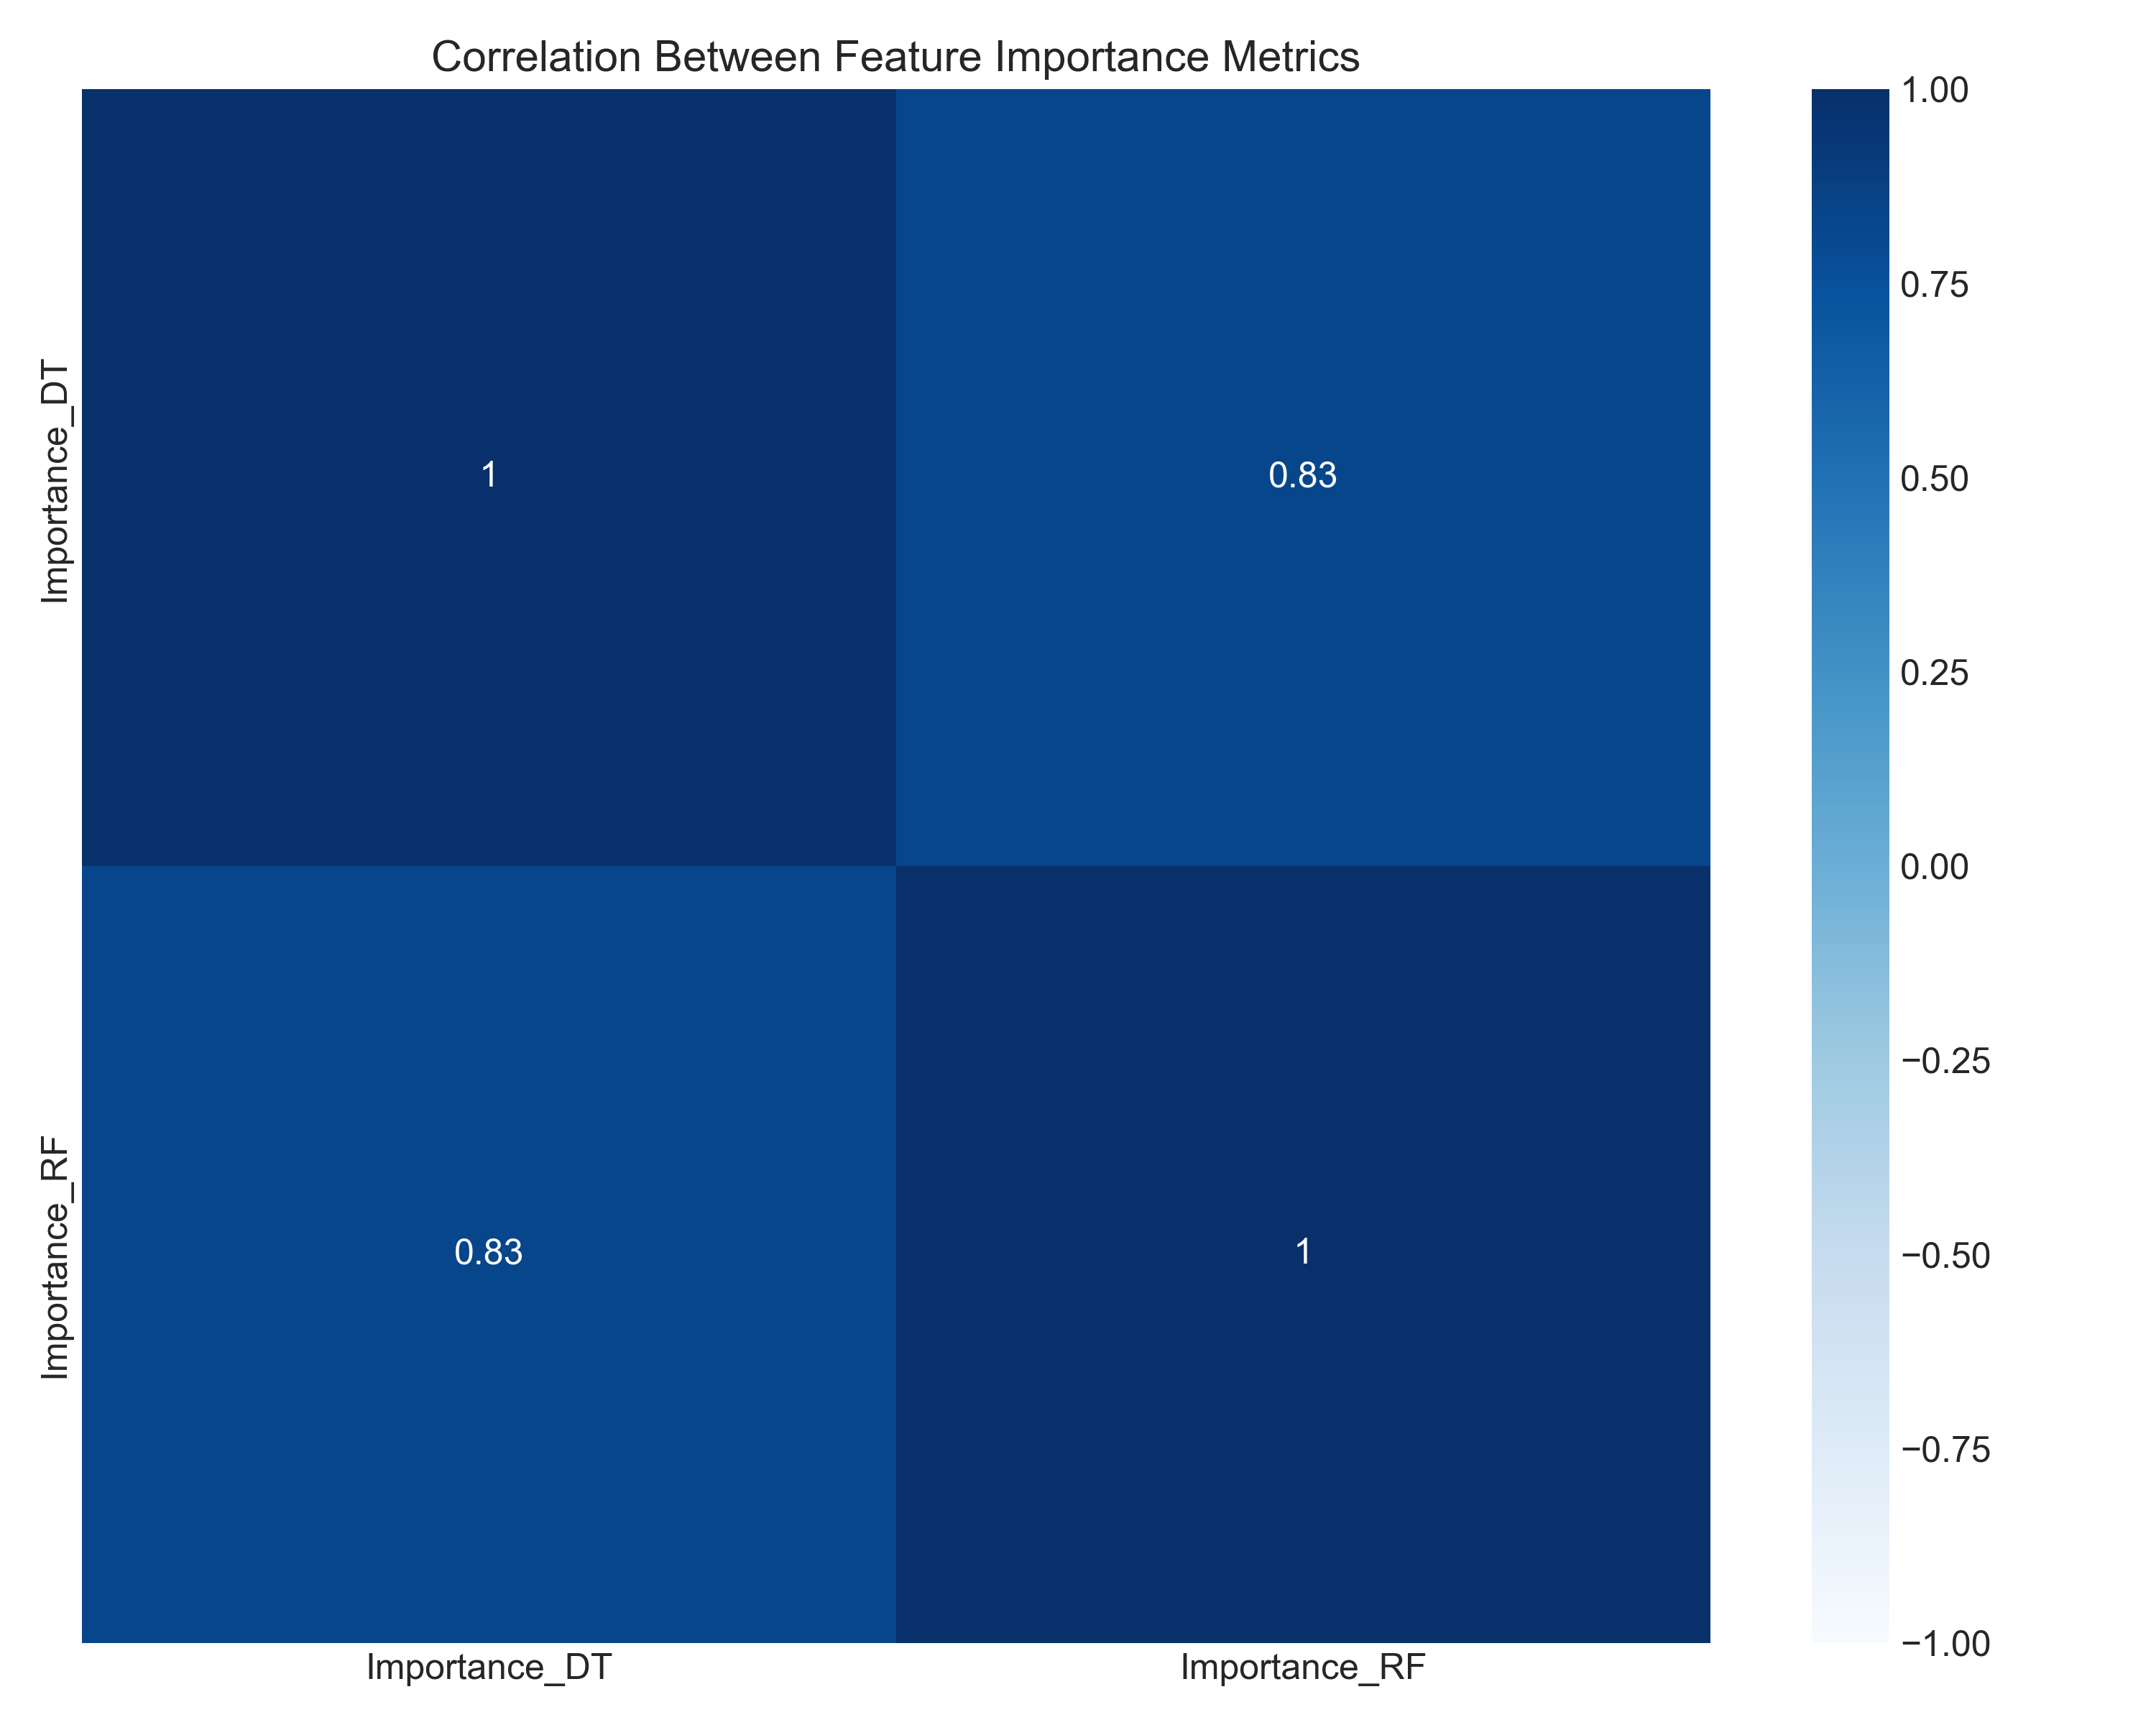 Correlation Between Feature Importance Metrics
Importance_DT
Importance_RF
1
0.83
0.83
1
Importance_DT
Importance_RF
1.00
0.75
0.50
0.25
0.00
−0.25
−0.50
−0.75
−1.00